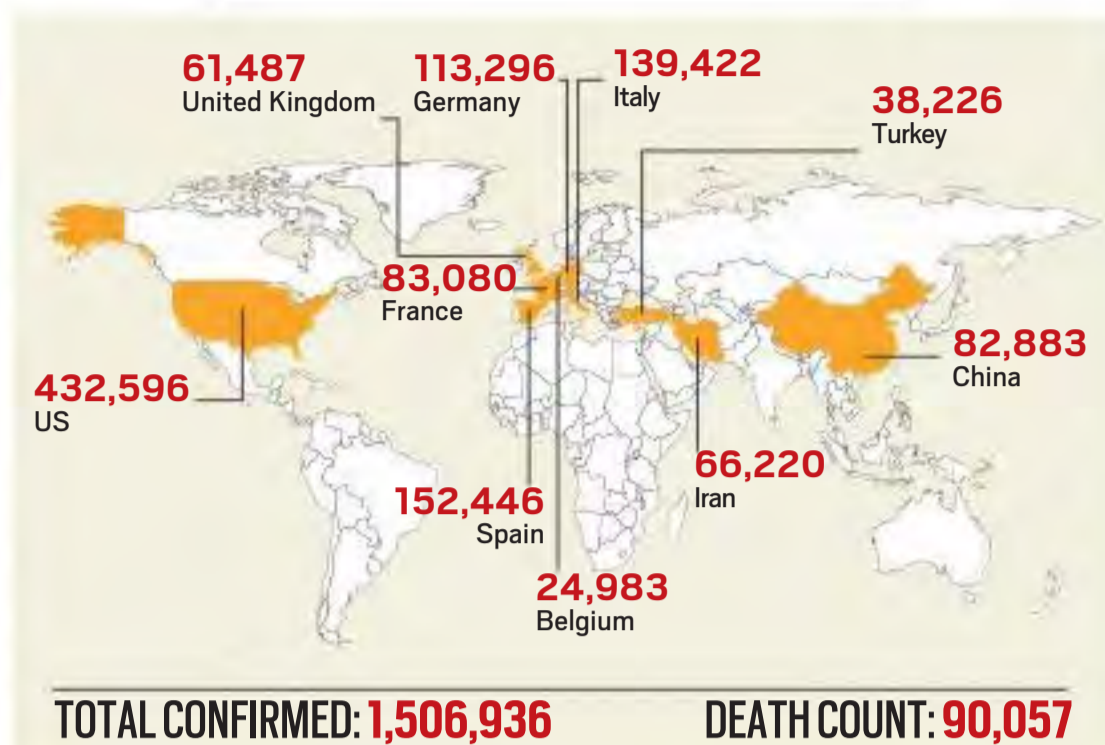 61,487
United Kingdom
113,296
Germany
139,422
Italy
38,226
Turkey
83,080
France
432,596
US
82,883
China
66,220
Iran
152,446
Spain
24,983
Belgium
TOTAL CONFIRMED: 1,506,936
DEATH COUNT: 90,057